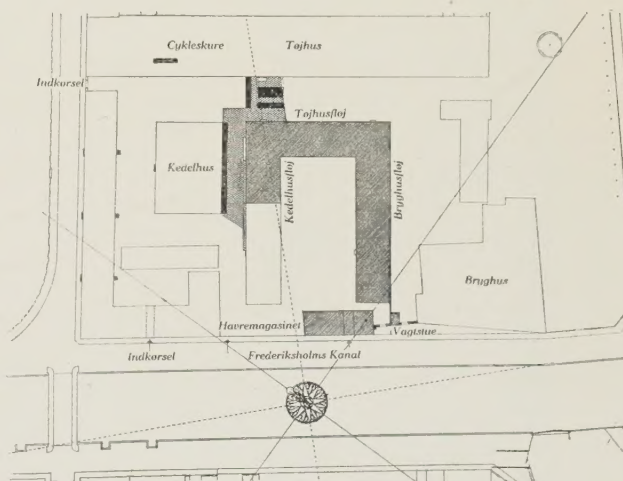 Cykleskure
Tøjhus
Indkørsel
Tøjhusfløj
Kedelhus
Kedelhusfløj
Bryghusfløj
Bryghus
Havremagasinet
Vagtstue
Indkørsel
Frederiksholms Kanal